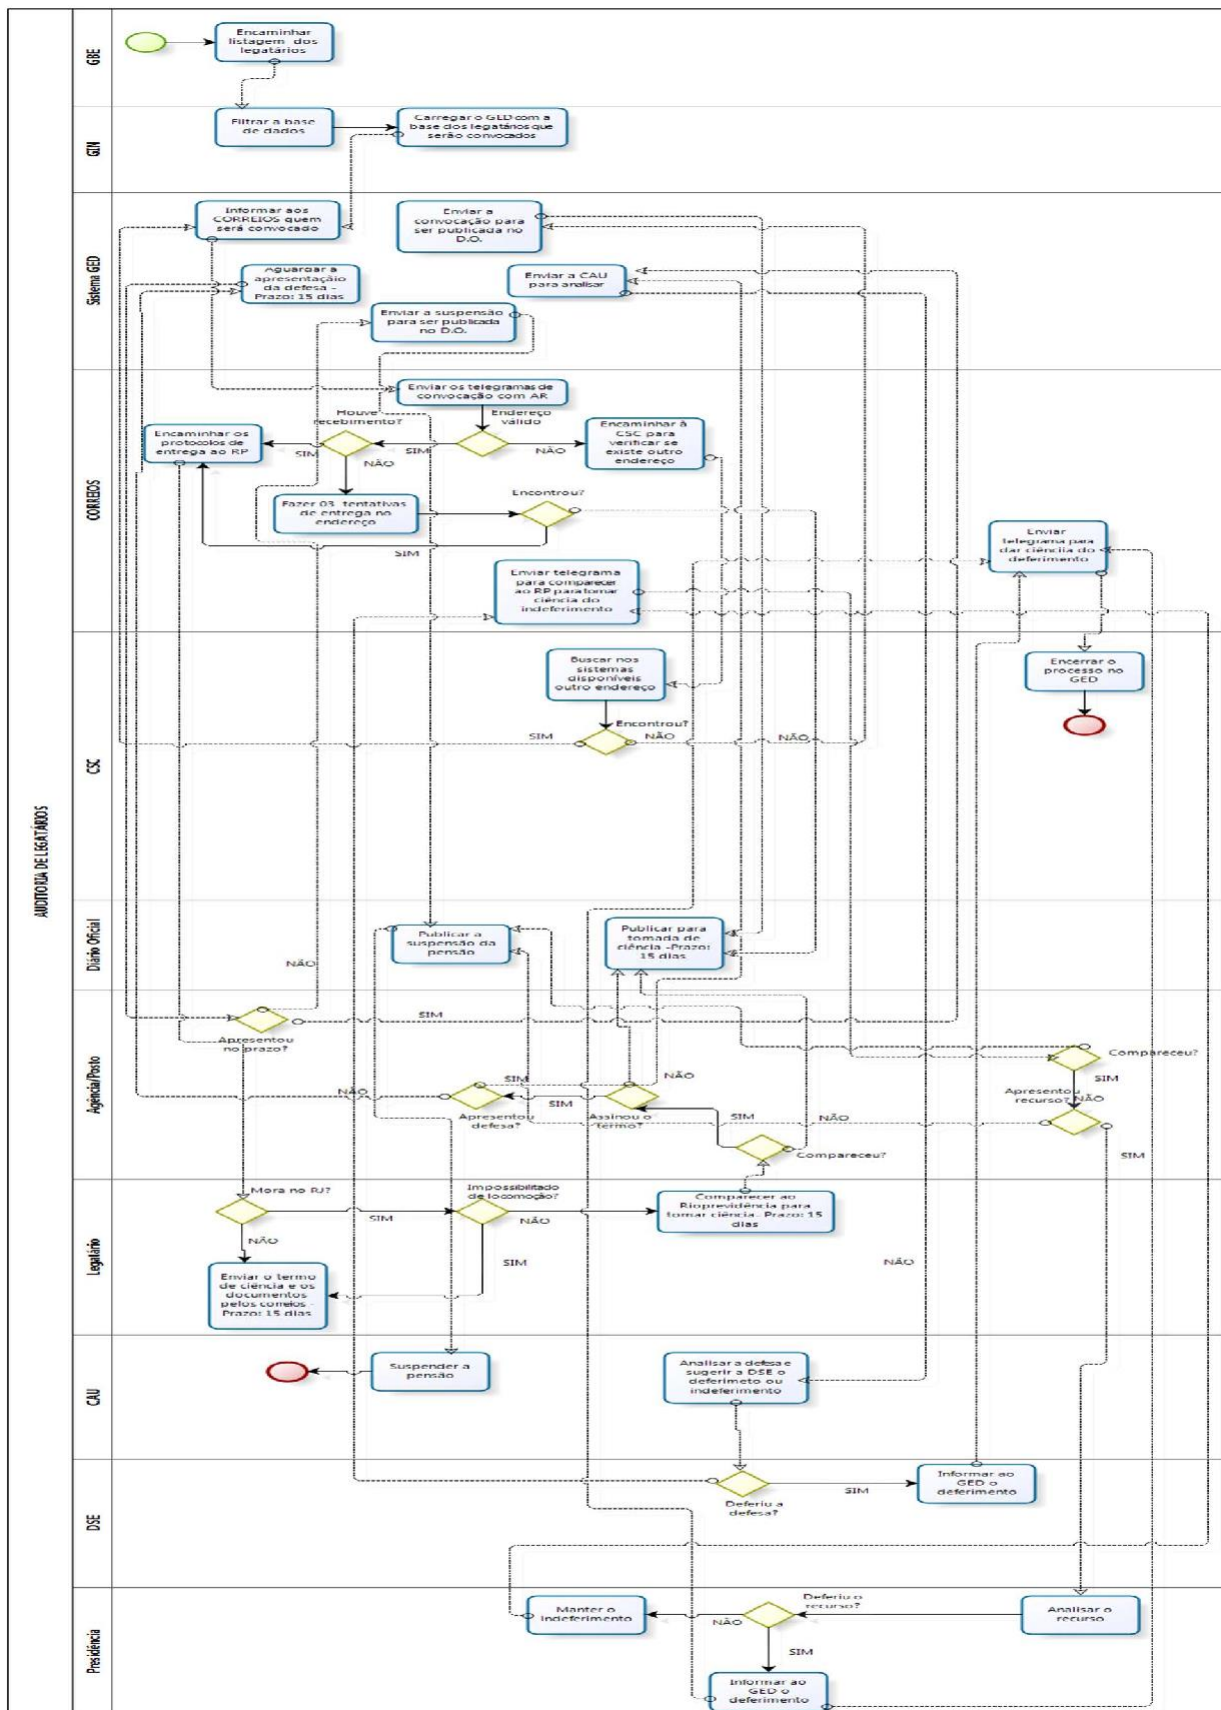 AUDITORIA DE LEGATÁRIOS
GBE
Encaminhar
listagem dos
legatários
GIN
Filtrar a base
de dados
Carregar o GED com a
base dos legatários que
serão convocados
Sistema GED
Informar aos
CORREIOS quem
será convocado
Enviar a
convocação para
ser publicada no
D.O.
Aguardar a
apresentação
da defesa -
Prazo: 15 dias
Enviar a CAU
para analisar
Enviar a suspensão
para ser publicada
no D.O.
CORREIOS
Enviar os telegramas de
convocação com AR
Houve
recebimento?
Endereço
válido
Encaminhar os
protocolos de
entrega ao RP
SIM
NÃO
SIM
NÃO
Encaminhar à
CSC para
verificar se
existe outro
endereço
Fazer 03 tentativas
de entrega no
endereço
Encontrou?
SIM
Enviar
telegrama para
dar ciência do
deferimento
Enviar telegrama
para comparecer
ao RP para tomar
ciência do
indeferimento
CSC
Buscar nos
sistemas
disponíveis
outro endereço
Encerrar o
processo no
GED
Encontrou?
SIM
NÃO
NÃO
Diário Oficial
Publicar a
suspensão da
pensão
Publicar para
tomada de
ciência -Prazo:
15 dias
NÃO
Agência/Posto
SIM
Apresentou
no prazo?
Compareceu?
SIM
NÃO
SIM
NÃO
Apresentou
recurso?
NÃO
SIM
Apresentou
defesa?
Assinou o
termo?
SIM
NÃO
Compareceu?
SIM
Legatário
Mora no RJ?
Impossibilitado
de locomoção?
SIM
NÃO
Comparecer ao
Rioprevidência para
tomar ciência- Prazo: 15
dias
NÃO
SIM
NÃO
Enviar o termo
de ciência e os
documentos
pelos correios -
Prazo: 15 dias
CAU
Suspender a
pensão
Analisar a defesa e
sugerir a DSE o
deferimeto ou
indeferimento
DSE
Informar ao
GED o
deferimento
SIM
Deferiu a
defesa?
Presidência
Manter o
Indeferimento
Deferiu o
recurso?
NÃO
Analisar o
recurso
SIM
Informar ao
GED o
deferimento